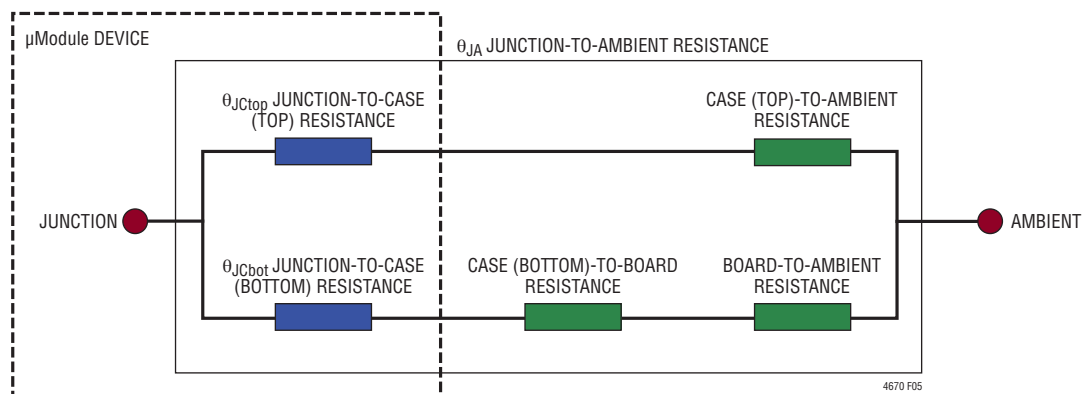 µModule DEVICE
θJA JUNCTION-TO-AMBIENT RESISTANCE
θJCtop JUNCTION-TO-CASE
(TOP) RESISTANCE
CASE (TOP)-TO-AMBIENT
RESISTANCE
JUNCTION
AMBIENT
θJCbot JUNCTION-TO-CASE
(BOTTOM) RESISTANCE
CASE (BOTTOM)-TO-BOARD
RESISTANCE
BOARD-TO-AMBIENT
RESISTANCE
4670 F05